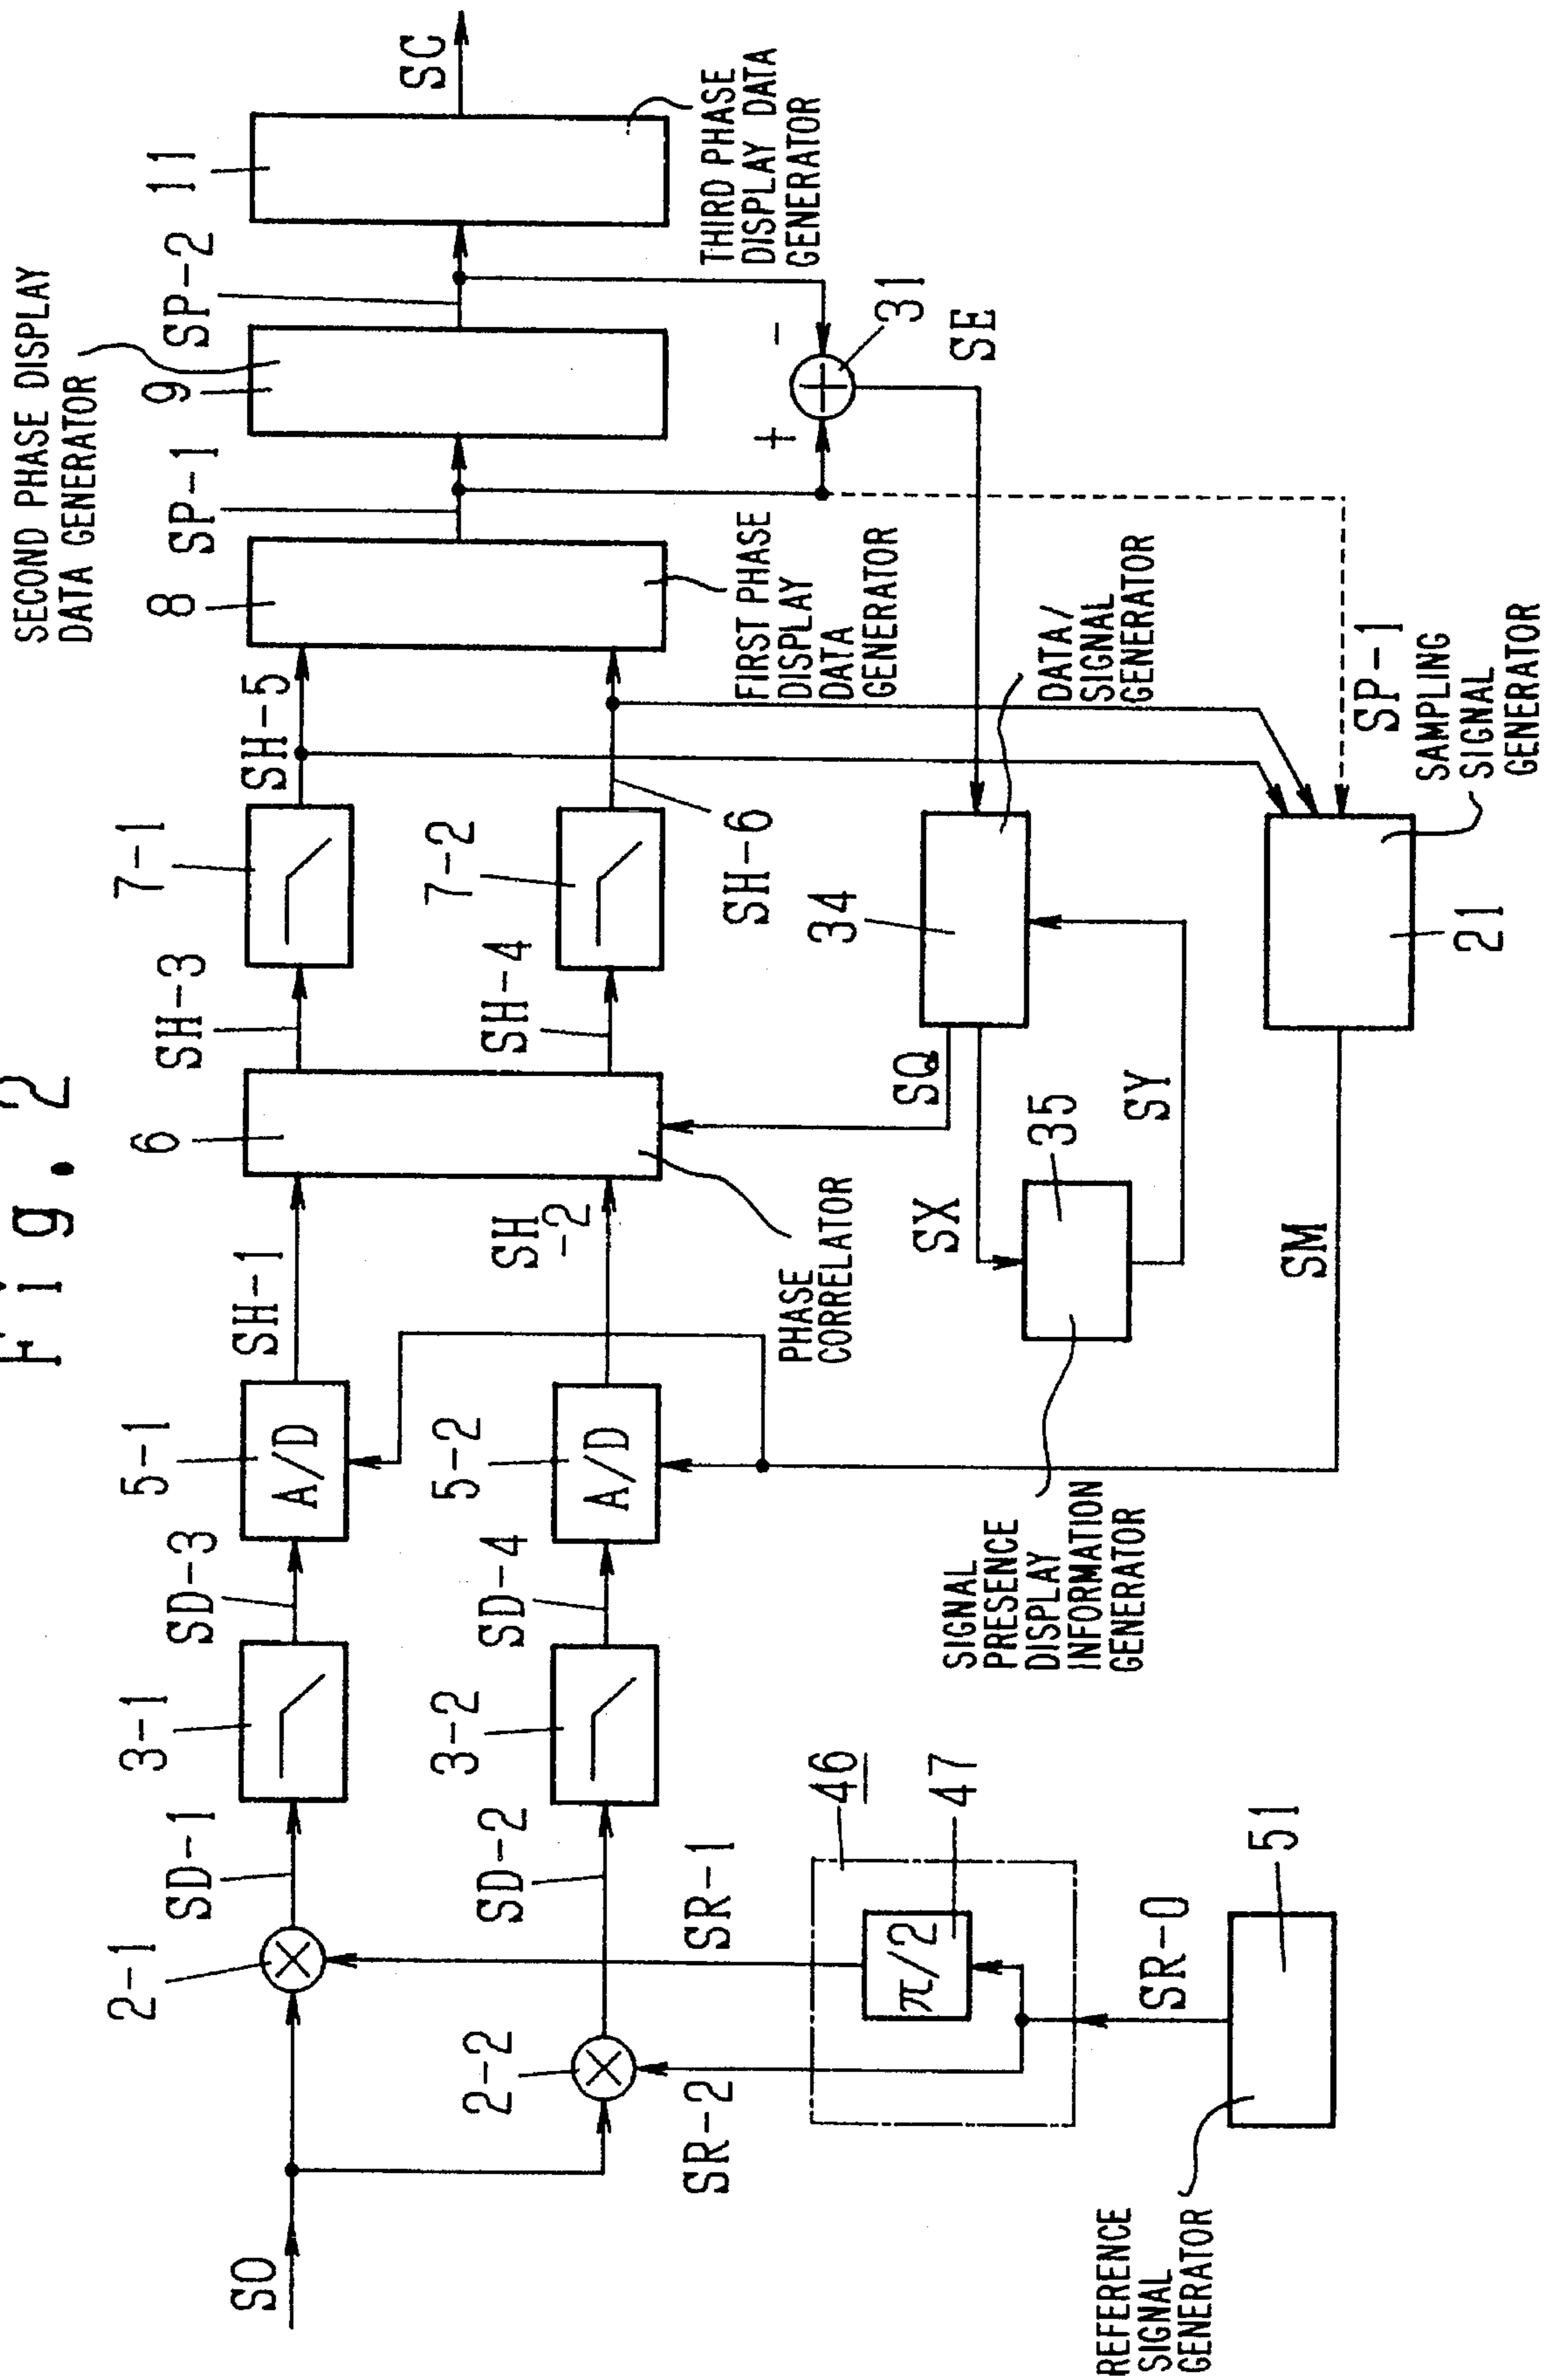 Fig. 2
SECOND PHASE DISPLAY
DATA GENERATOR
SO
2-1
SD-1
3-1
SD-3
5-1
A/D
SH-1
6
SH-3
7-1
SH-5
8
SP-1
9
SP-2
11
SC
2-2
SD-2
3-2
SD-4
5-2
A/D
SH
-2
SH-4
7-2
SH-6
FIRST PHASE
DISPLAY
DATA
GENERATOR
THIRD PHASE
DISPLAY DATA
GENERATOR
+
-
31
SE
SR-2
SR-1
46
π/2
47
PHASE
CORRELATOR
SQ
34
DATA/
SIGNAL
GENERATOR
SX
35
SY
SIGNAL
PRESENCE
DISPLAY
INFORMATION
GENERATOR
REFERENCE
SIGNAL
GENERATOR
SR-0
51
SM
21
SP-1
SAMPLING
SIGNAL
GENERATOR